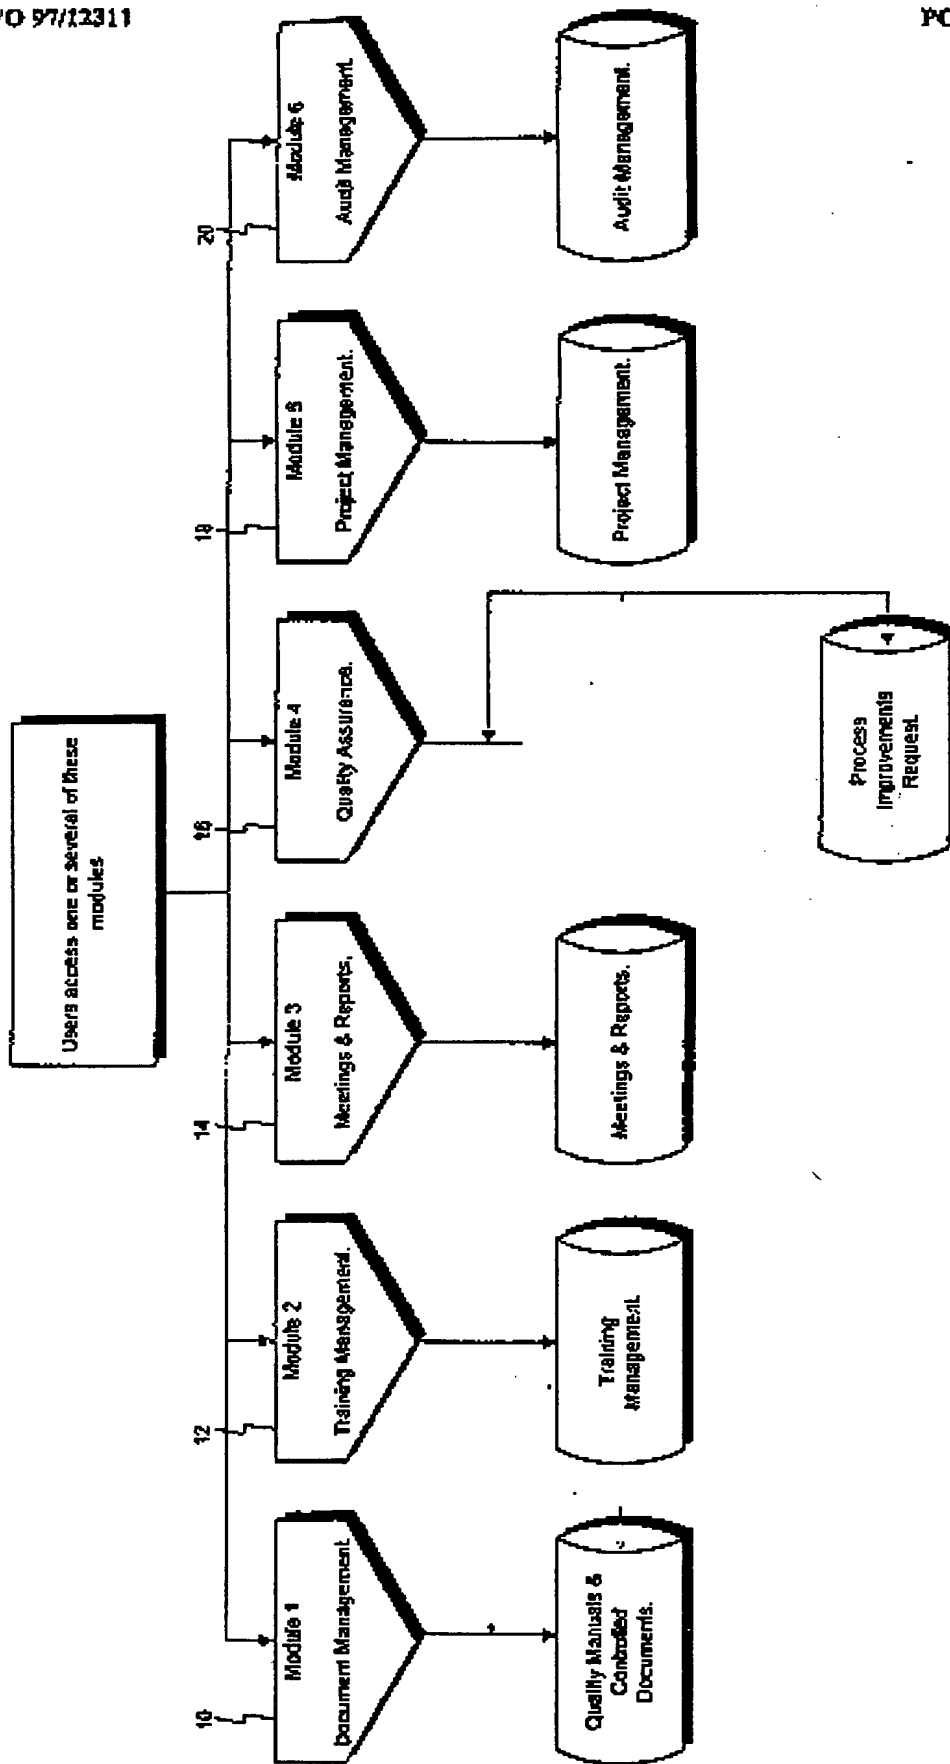 O 97/12311
PC
Users access one or several of these
modules
10
12
14
16
18
20
Module 1
Document Management.
Module 2
Training Management.
Module 3
Meetings & Reports.
Module 4
Quality Assurance.
Module 5
Project Management.
Module 6
Audit Management.
Quality Manuals &
Controlled
Documents.
Training
Management.
Meetings & Reports.
Process
Improvements
Request.
Project Management.
Audit Management.